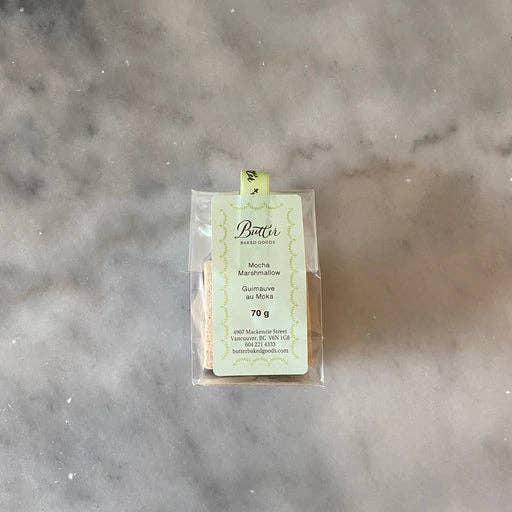 Butter
BAKED GOODS
Mocha
Marshmallow
Guimauve
au Moka
70 g
4907 Mackenzie Street
Vancouver, BC V6N 1G8
604 221 4333
butterbakedgoods.com